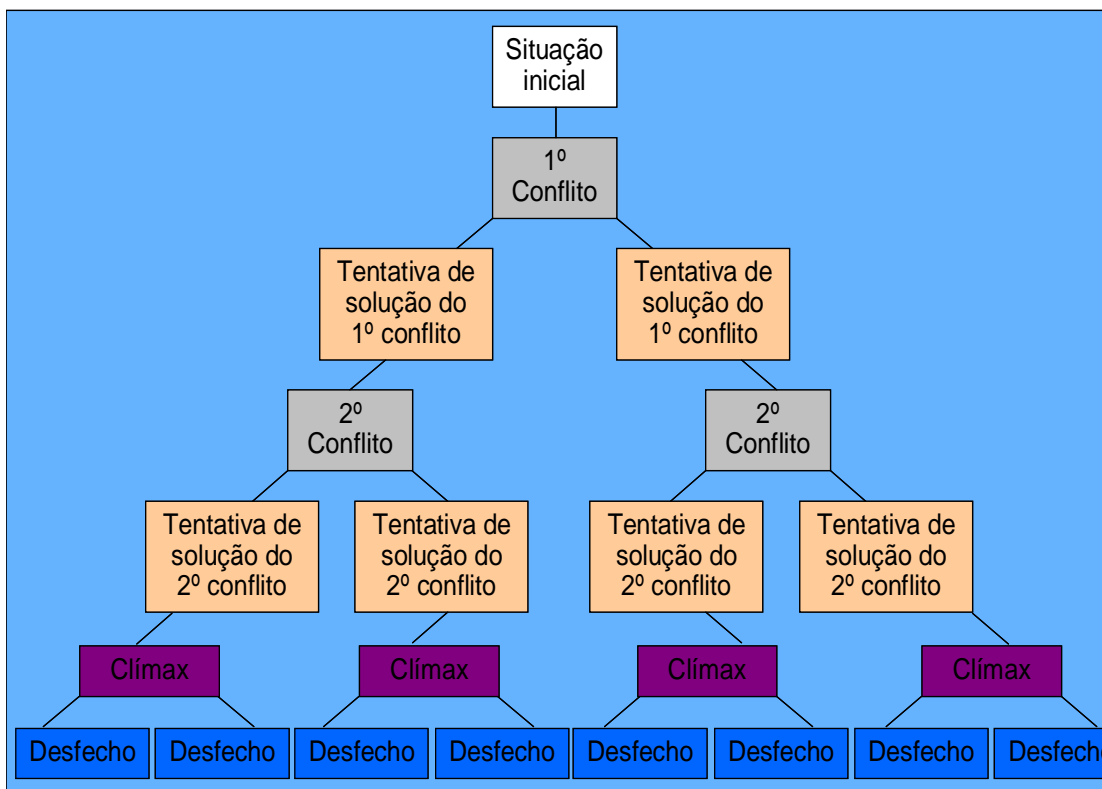 Situação
inicial
1º
Conflito
Tentativa de
solução do
1º conflito
Tentativa de
solução do
1º conflito
2º
Conflito
2º
Conflito
Tentativa de
solução do
2º conflito
Tentativa de
solução do
2º conflito
Tentativa de
solução do
2º conflito
Tentativa de
solução do
2º conflito
Clímax
Clímax
Clímax
Clímax
Desfecho
Desfecho
Desfecho
Desfecho
Desfecho
Desfecho
Desfecho
Desfecho